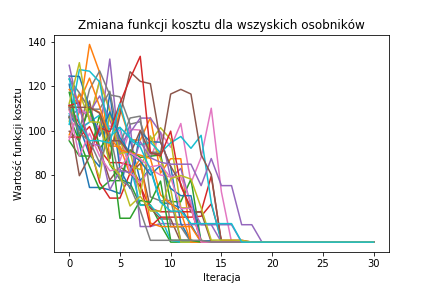 Zmiana funkcji kosztu dla wszyskich osobników
140
120
100
80
60
Wartość funkcji kosztu
0 5 10 15 20 25 30
Iteracja